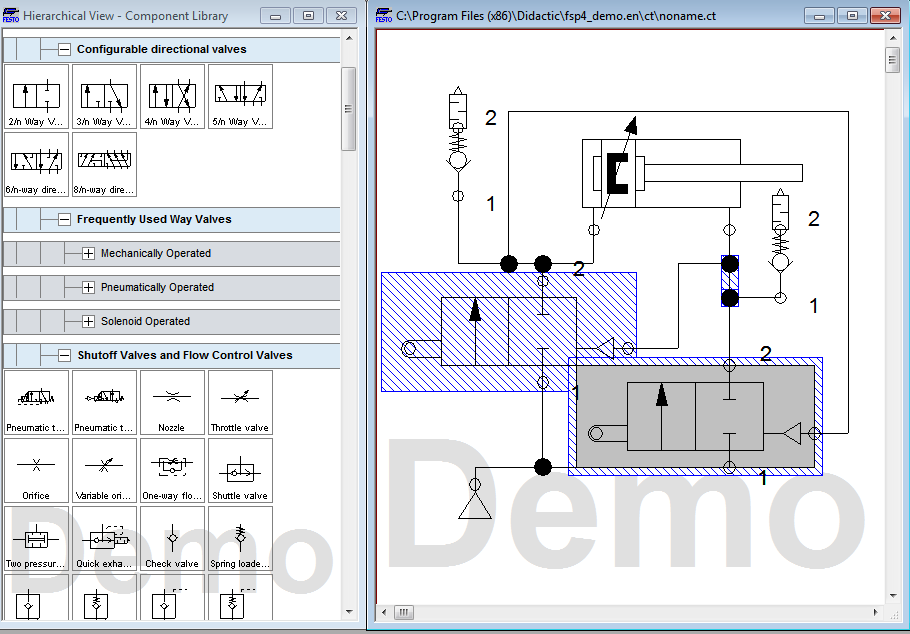 Hierarchical View - Component Library
FESTO
Configurable directional valves
2/n Way V...
3/n Way V...
4/n Way V...
5/n Way V...
6/n-way dire...
8/n-way dire...
Frequently Used Way Valves
Mechanically Operated
Pneumatically Operated
Solenoid Operated
Shutoff Valves and Flow Control Valves
Pneumatic t...
Pneumatic t...
Nozzle
Throttle valve
Orifice
Variable ori...
One-way flo...
Shuttle valve
Two pressur...
Quick exha...
Check valve
Spring loade...
Demo
FESTO
C:\Program Files (x86)\Didactic\fsp4_demo.en\ct\noname.ct
2
1
2
2
1
2
1
1
Demo